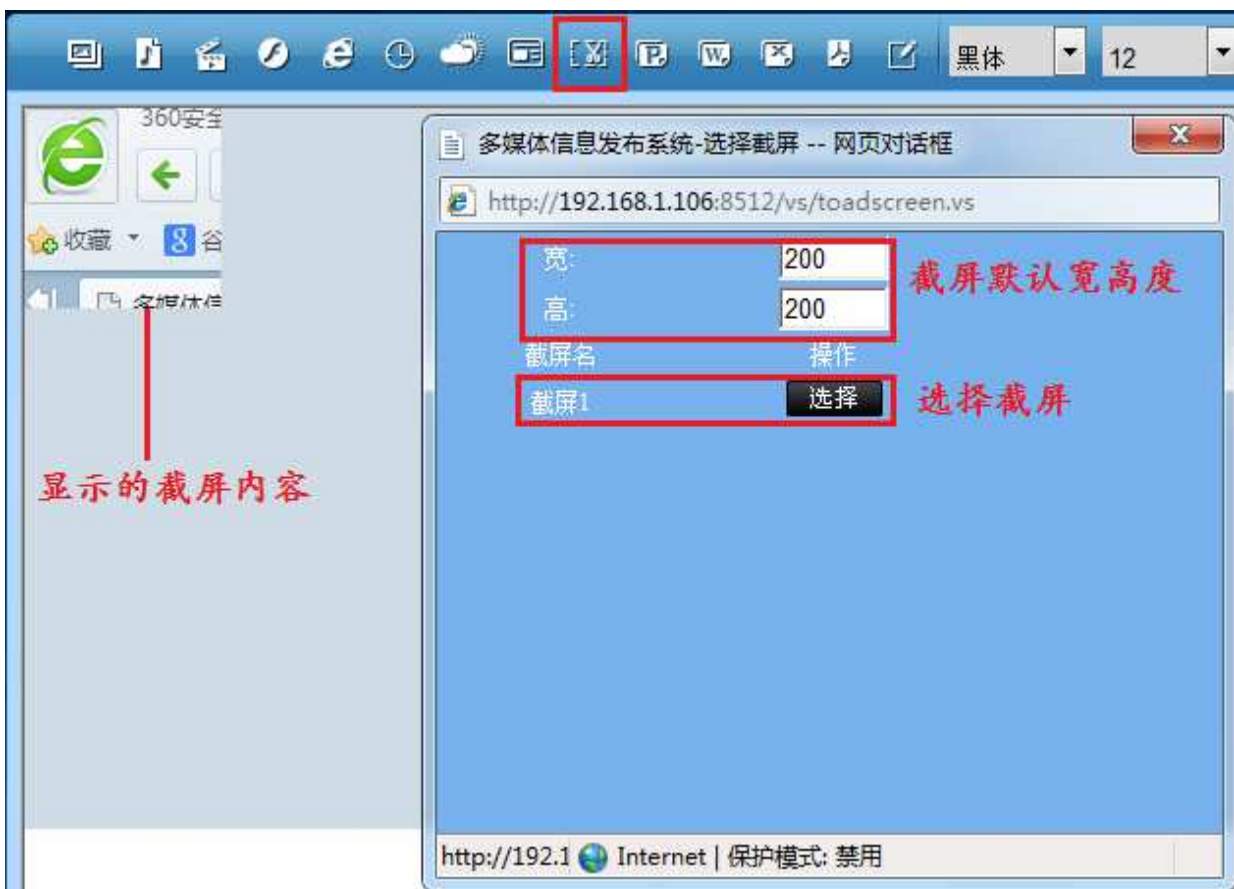 黑体 12
360安全
收藏 谷
多媒体信
显示的截屏内容
多媒体信息发布系统-选择截屏 -- 网页对话框
http://192.168.1.106:8512/vs/toadscreen.vs
宽: 200
高: 200
截屏默认宽高度
截屏名 操作
截屏1 选择
选择截屏
http://192.1 Internet | 保护模式: 禁用